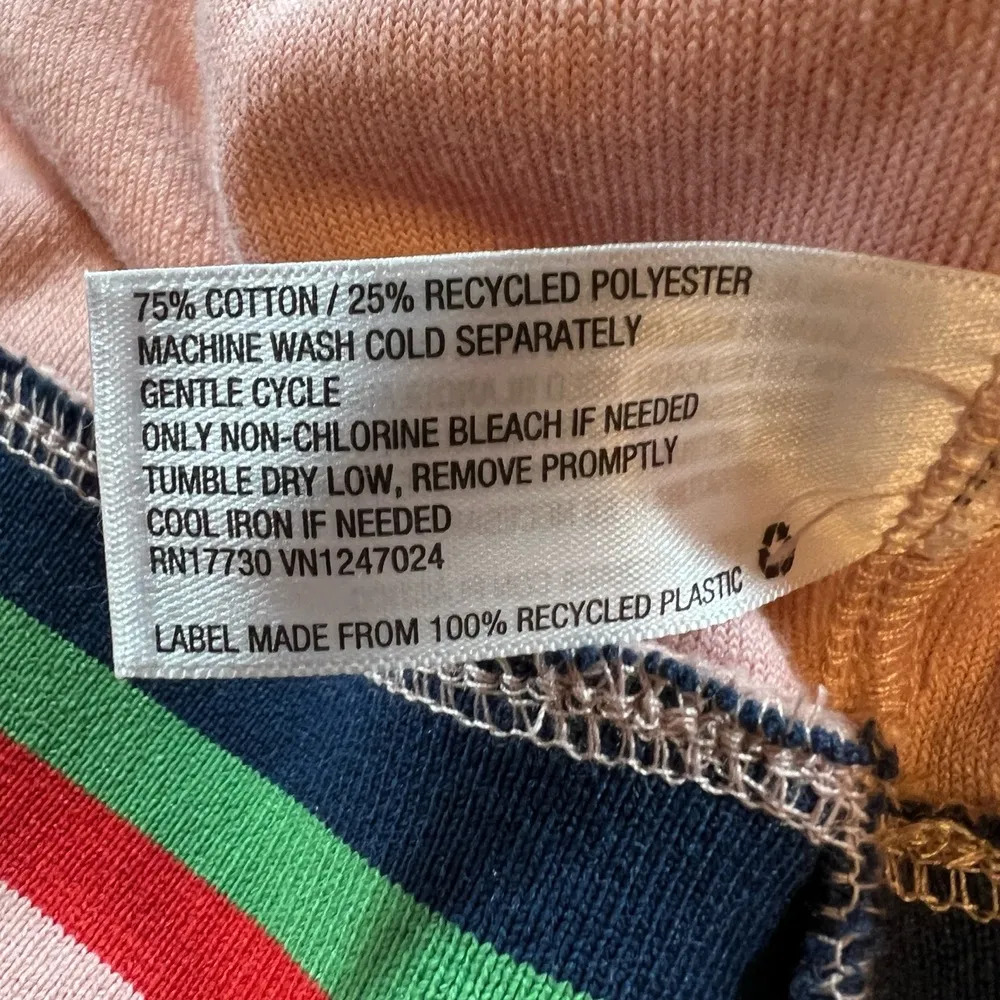 75% COTTON / 25% RECYCLED POLYESTER
MACHINE WASH COLD SEPARATELY
GENTLE CYCLE
ONLY NON-CHLORINE BLEACH IF NEEDED
TUMBLE DRY LOW, REMOVE PROMPTLY
COOL IRON IF NEEDED
RN17730 VN1247024
LABEL MADE FROM 100% RECYCLED PLASTIC